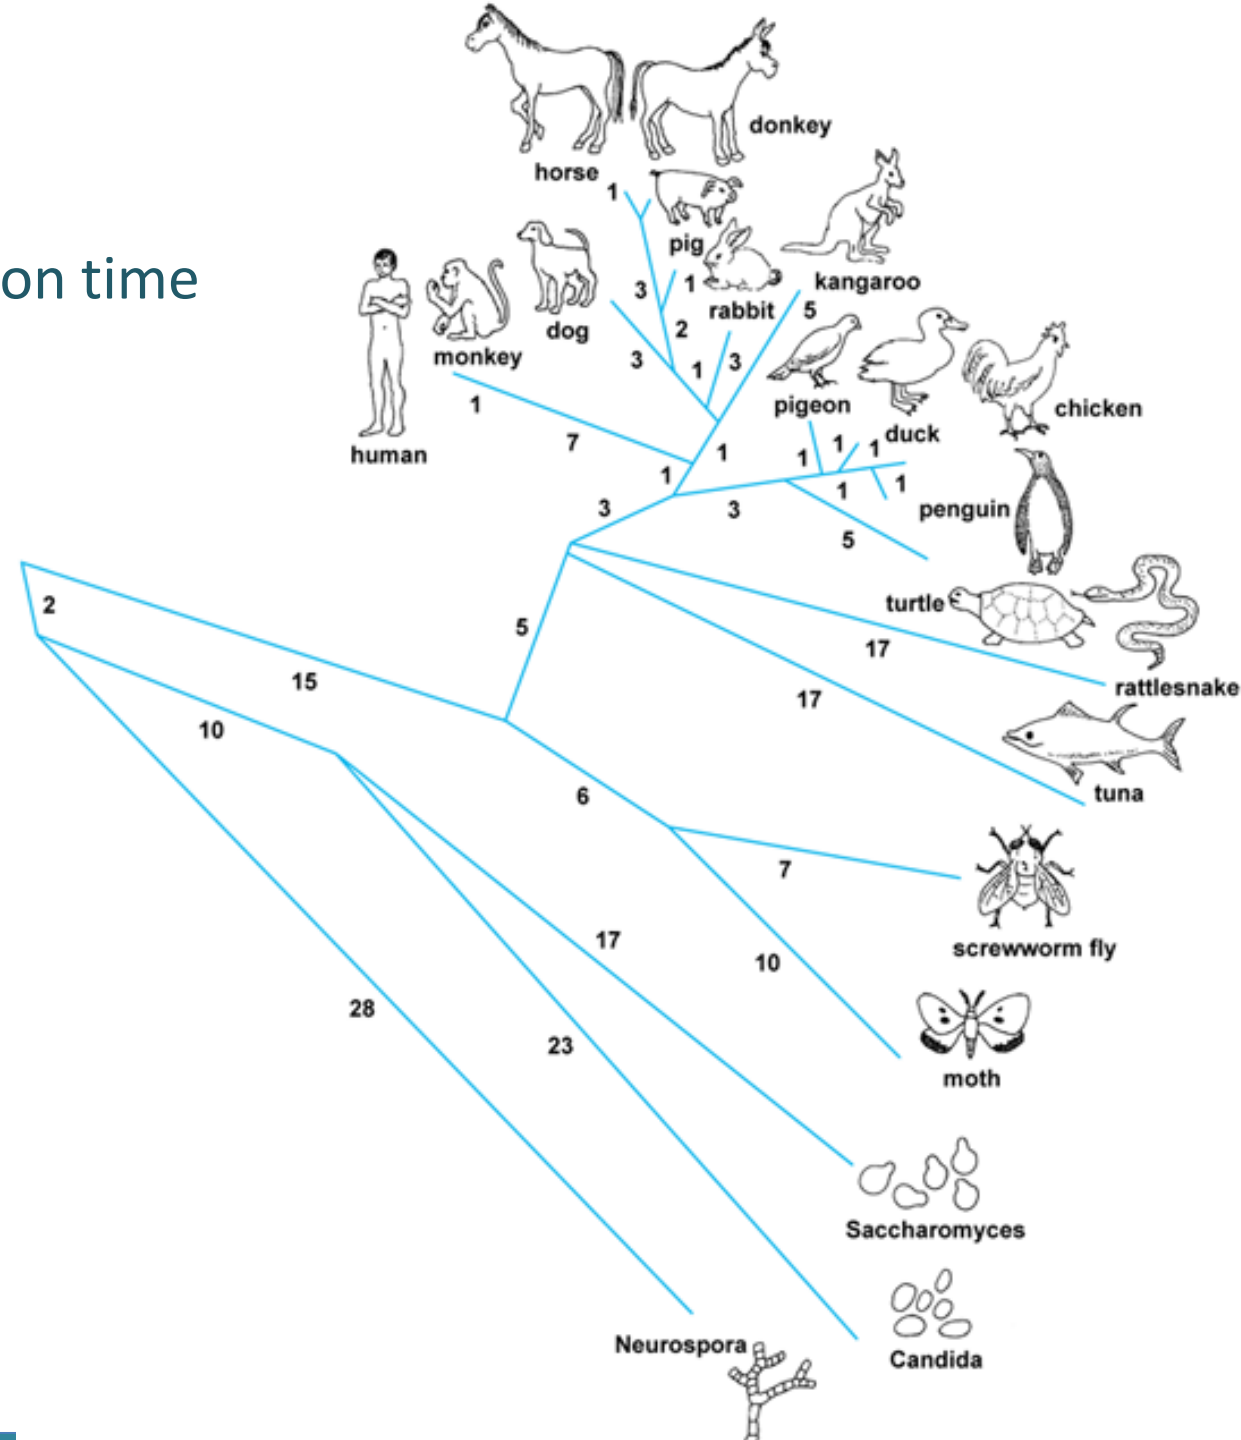 donkey
horse
1
pig
on time
kangaroo
3
1
rabbit
5
dog
2
monkey
3
1
3
pigeon
chicken
1
duck
7
1
1
1
human
1
1
1
1
3
3
penguin
5
2
turtle
5
17
15
rattlesnake
17
10
tuna
6
7
17
screwworm fly
10
28
23
moth
Saccharomyces
Neurospora
Candida